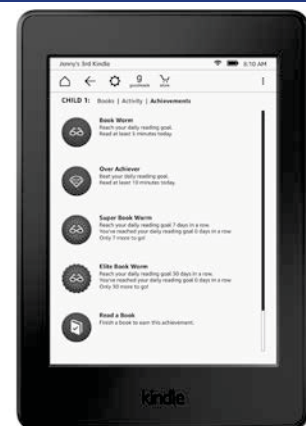 Jenny's 3rd Kindle 8:10 AM
goodreads store
CHILD 1: Books | Activity | Achievements
Book Worm
Reach your daily reading goal.
Read at least 5 minutes today.
Over Achiever
Beat your daily reading goal.
Read at least 10 minutes today.
Super Book Worm
Reach your daily reading goal 7 days in a row.
You've reached your daily reading goal 0 days in a row
Only 7 more to go!
Elite Book Worm
Reach your daily reading goal 30 days in a row.
You've reached your daily reading goal 0 days in a row
Only 30 more to go!
Read a Book
Finish a book to earn this achievement.
kindle